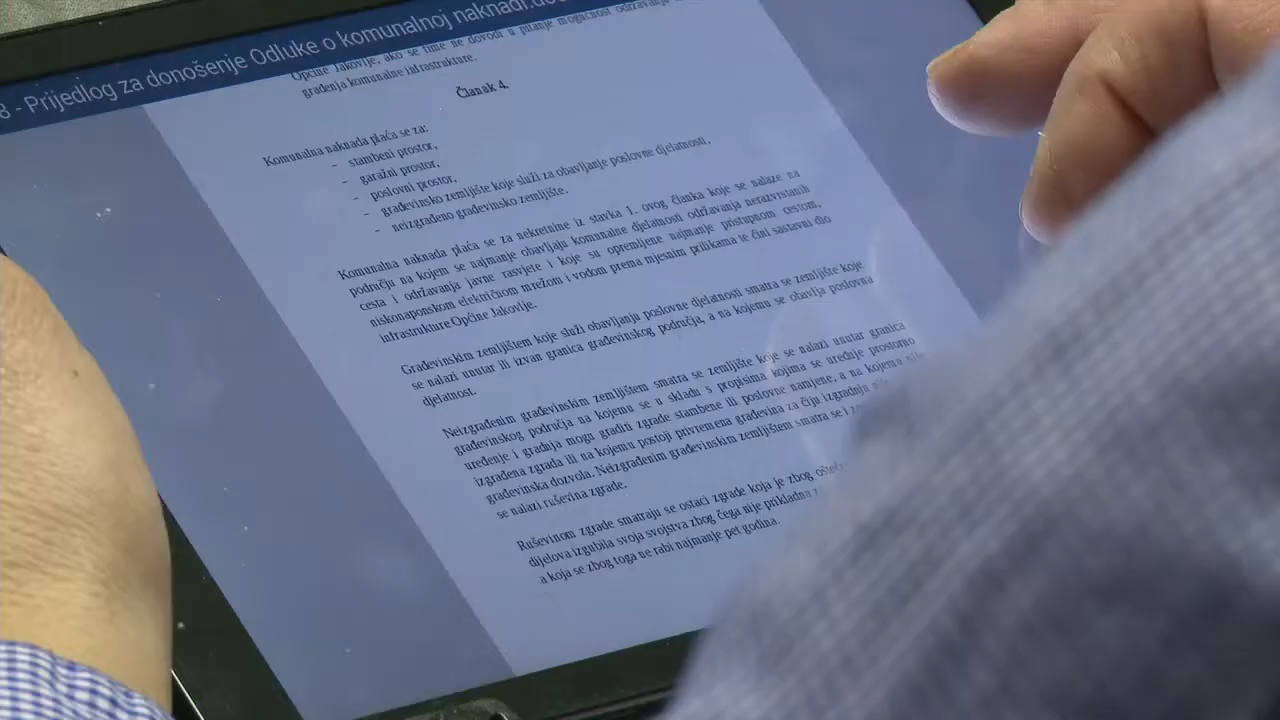 8 - Prijedlog za donošenje Odluke o komunalnoj naknadi.doc
Općine Jakovlje, ako se time ne dovodi u pitanje mogućnost održavanja
građenja komunalne infrastrukture.
Članak 4.
Komunalna naknada plaća se za:
- stambeni prostor,
- garažni prostor,
- poslovni prostor,
- građevinsko zemljište koje služi za obavljanje poslovne djelatnosti,
- neizgrađeno građevinsko zemljište.
Komunalna naknada plaća se za nekretnine iz stavka 1. ovog članka koje se nalaze na
području na kojem se najmanje obavljaju komunalne djelatnosti održavanja nerazvrstanih
cesta i održavanja javne rasvjete i koje su opremljene najmanje pristupnom cestom,
niskonaponskom električnom mrežom i vodom prema mjesnim prilikama te čini sastavni dio
infrastrukture Općine Jakovlje.
Građevinskim zemljištem koje služi obavljanju poslovne djelatnosti smatra se zemljište koje
se nalazi unutar ili izvan granica građevinskog područja, a na kojemu se obavlja poslovna
djelatnost.
Neizgrađenim građevinskim zemljištem smatra se zemljište koje se nalazi unutar granica
građevinskog područja na kojemu se u skladu s propisima kojima se uređuje prostorno
uređenje i gradnja mogu graditi zgrade stambene ili poslovne namjene, a na kojemu nije
izgrađena zgrada ili na kojemu postoji privremena građevina za čiju izgradnju
građevinska dozvola. Neizgrađenim građevinskim zemljištem smatra se i
se nalazi ruševina zgrade.
Ruševinom zgrade smatraju se ostaci zgrade koja je zbog
dijelova izgubila svoja svojstva zbog čega nije prikladna
a koja se zbog toga ne rabi najmanje pet godina.